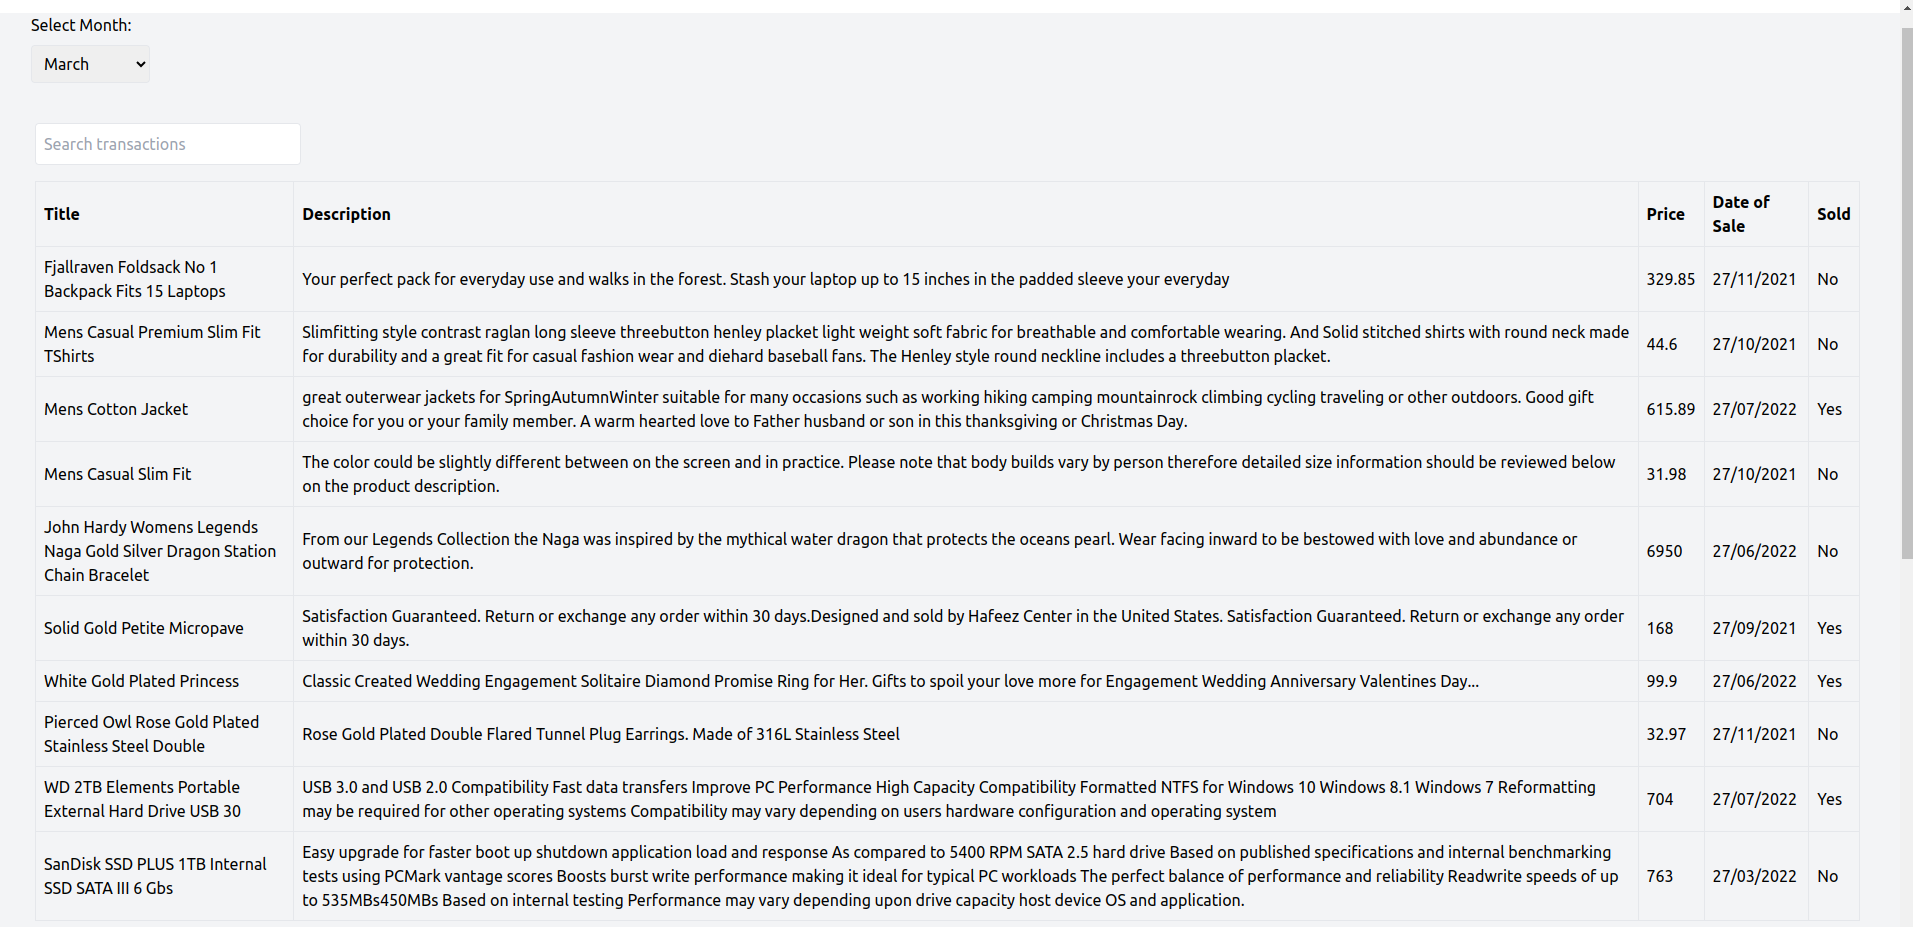 Select Month:
March
Search transactions
Title Description Price Date of Sale Sold
Fjallraven Foldsack No 1
Backpack Fits 15 Laptops
Your perfect pack for everyday use and walks in the forest. Stash your laptop up to 15 inches in the padded sleeve your everyday
329.85 27/11/2021 No
Mens Casual Premium Slim Fit
TShirts
Slimfitting style contrast raglan long sleeve threebutton henley placket light weight soft fabric for breathable and comfortable wearing. And Solid stitched shirts with round neck made
for durability and a great fit for casual fashion wear and diehard baseball fans. The Henley style round neckline includes a threebutton placket.
44.6 27/10/2021 No
Mens Cotton Jacket
great outerwear jackets for SpringAutumnWinter suitable for many occasions such as working hiking camping mountainrock climbing cycling traveling or other outdoors. Good gift
choice for you or your family member. A warm hearted love to Father husband or son in this thanksgiving or Christmas Day.
615.89 27/07/2022 Yes
Mens Casual Slim Fit
The color could be slightly different between on the screen and in practice. Please note that body builds vary by person therefore detailed size information should be reviewed below
on the product description.
31.98 27/10/2021 No
John Hardy Womens Legends
Naga Gold Silver Dragon Station
Chain Bracelet
From our Legends Collection the Naga was inspired by the mythical water dragon that protects the oceans pearl. Wear facing inward to be bestowed with love and abundance or
outward for protection.
6950 27/06/2022 No
Solid Gold Petite Micropave
Satisfaction Guaranteed. Return or exchange any order within 30 days.Designed and sold by Hafeez Center in the United States. Satisfaction Guaranteed. Return or exchange any order
within 30 days.
168 27/09/2021 Yes
White Gold Plated Princess
Classic Created Wedding Engagement Solitaire Diamond Promise Ring for Her. Gifts to spoil your love more for Engagement Wedding Anniversary Valentines Day...
99.9 27/06/2022 Yes
Pierced Owl Rose Gold Plated
Stainless Steel Double
Rose Gold Plated Double Flared Tunnel Plug Earrings. Made of 316L Stainless Steel
32.97 27/11/2021 No
WD 2TB Elements Portable
External Hard Drive USB 30
USB 3.0 and USB 2.0 Compatibility Fast data transfers Improve PC Performance High Capacity Compatibility Formatted NTFS for Windows 10 Windows 8.1 Windows 7 Reformatting
may be required for other operating systems Compatibility may vary depending on users hardware configuration and operating system
704 27/07/2022 Yes
SanDisk SSD PLUS 1TB Internal
SSD SATA III 6 Gbs
Easy upgrade for faster boot up shutdown application load and response As compared to 5400 RPM SATA 2.5 hard drive Based on published specifications and internal benchmarking
tests using PCMark vantage scores Boosts burst write performance making it ideal for typical PC workloads The perfect balance of performance and reliability Readwrite speeds of up
to 535MBs450MBs Based on internal testing Performance may vary depending upon drive capacity host device OS and application.
763 27/03/2022 No